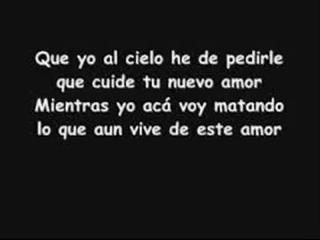 Que yo al cielo he de pedirle
que cuide tu nuevo amor
Mientras yo acá voy matando
lo que aun vive de este amor